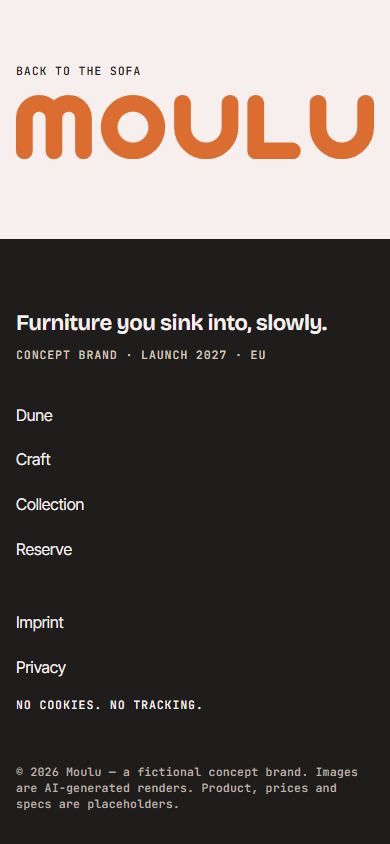 BACK TO THE SOFA
MOULU
Furniture you sink into, slowly.
CONCEPT BRAND · LAUNCH 2027 · EU
Dune
Craft
Collection
Reserve
Imprint
Privacy
NO COOKIES. NO TRACKING.
© 2026 Moulu — a fictional concept brand. Images
are AI-generated renders. Product, prices and
specs are placeholders.